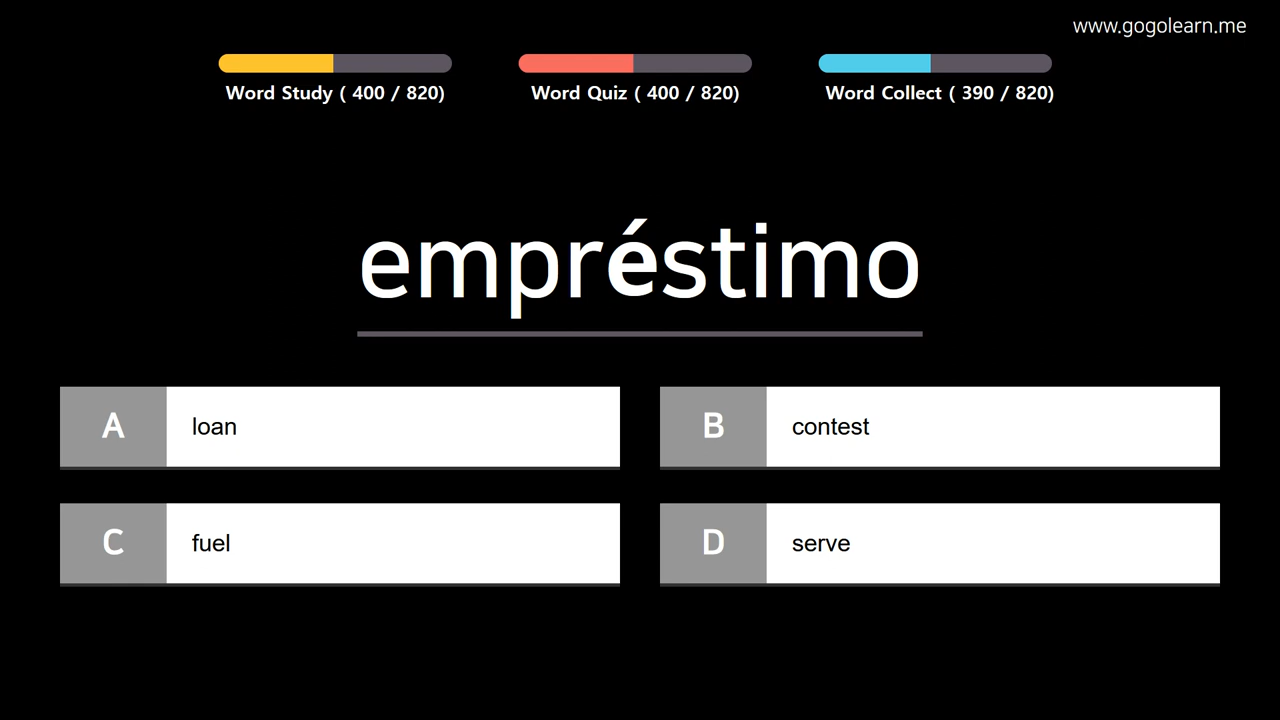 www.gogolearn.me
Word Study ( 400 / 820)
Word Quiz ( 400 / 820)
Word Collect ( 390 / 820)
empréstimo
A loan
B contest
C fuel
D serve